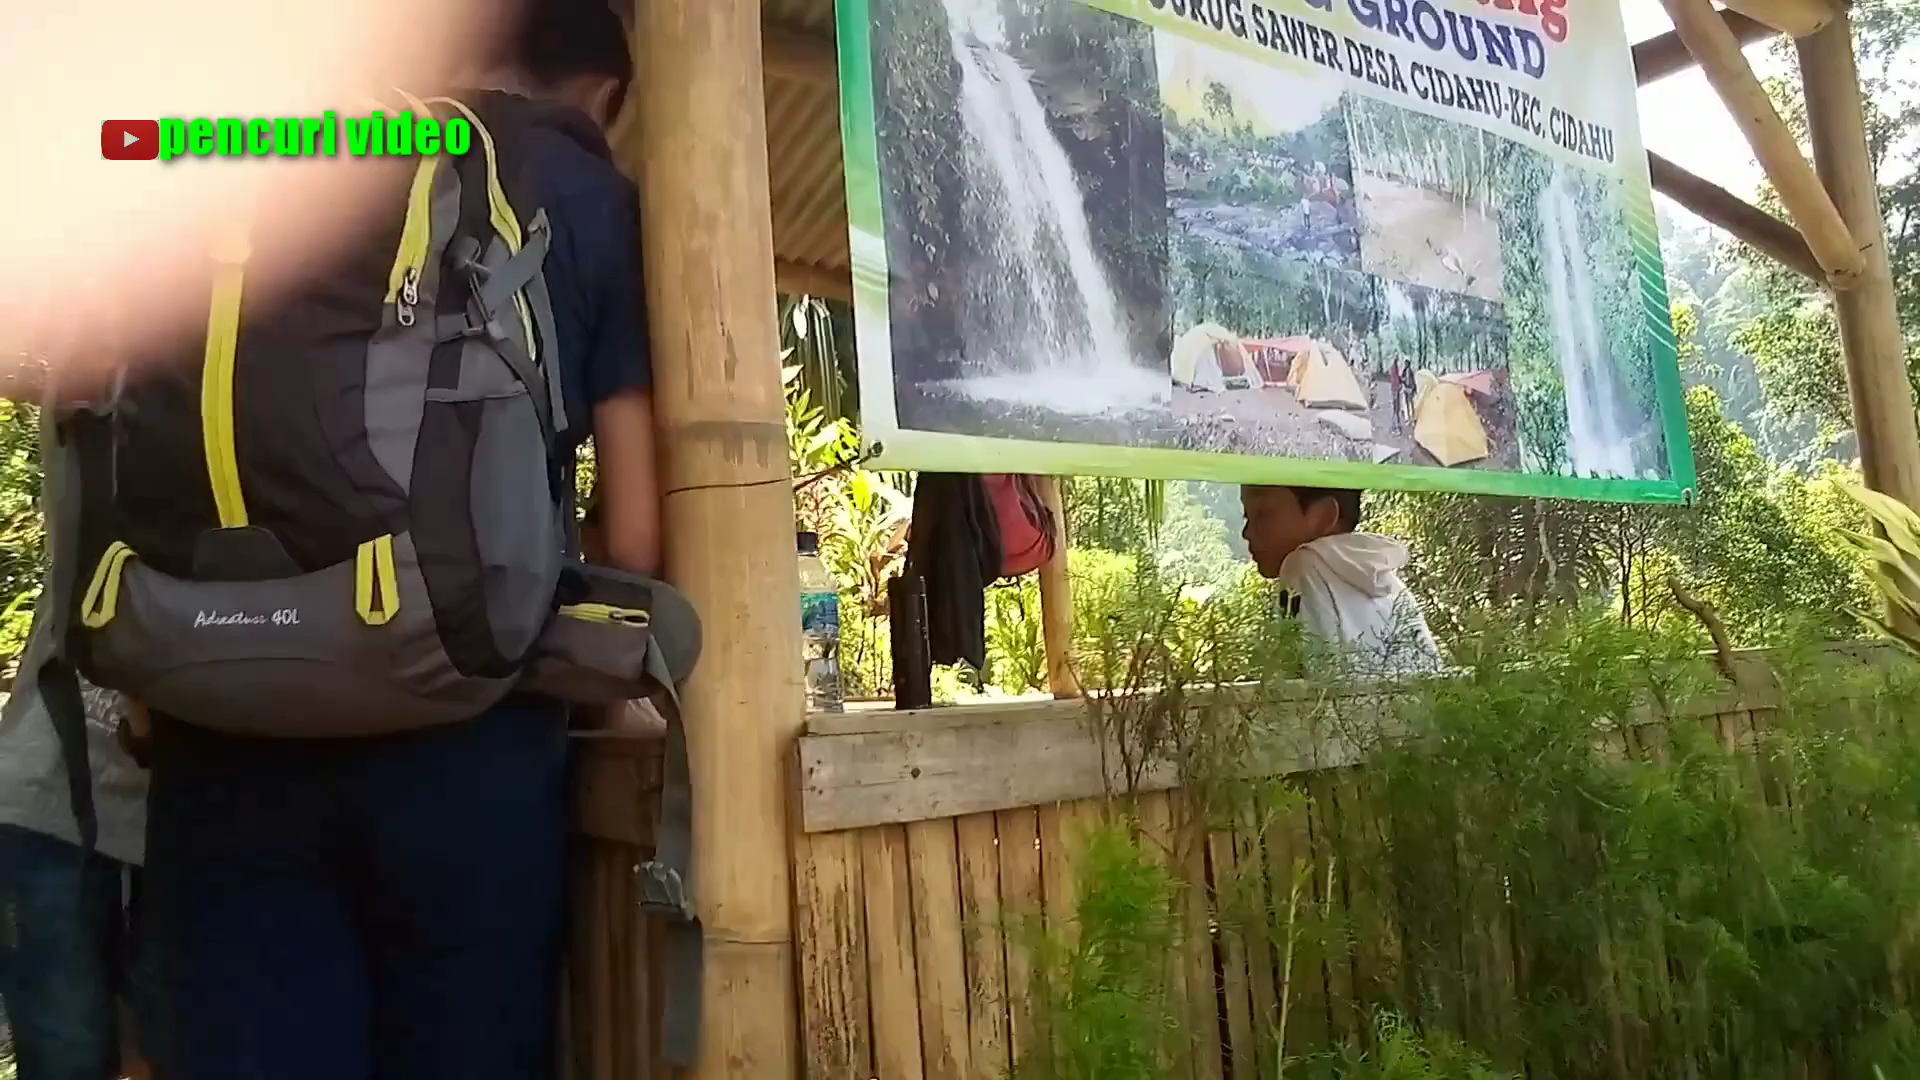 GROUND
CURUG SAWER DESA CIDAHU-KEC. CIDAHU
pencuri video
Adventure 40L